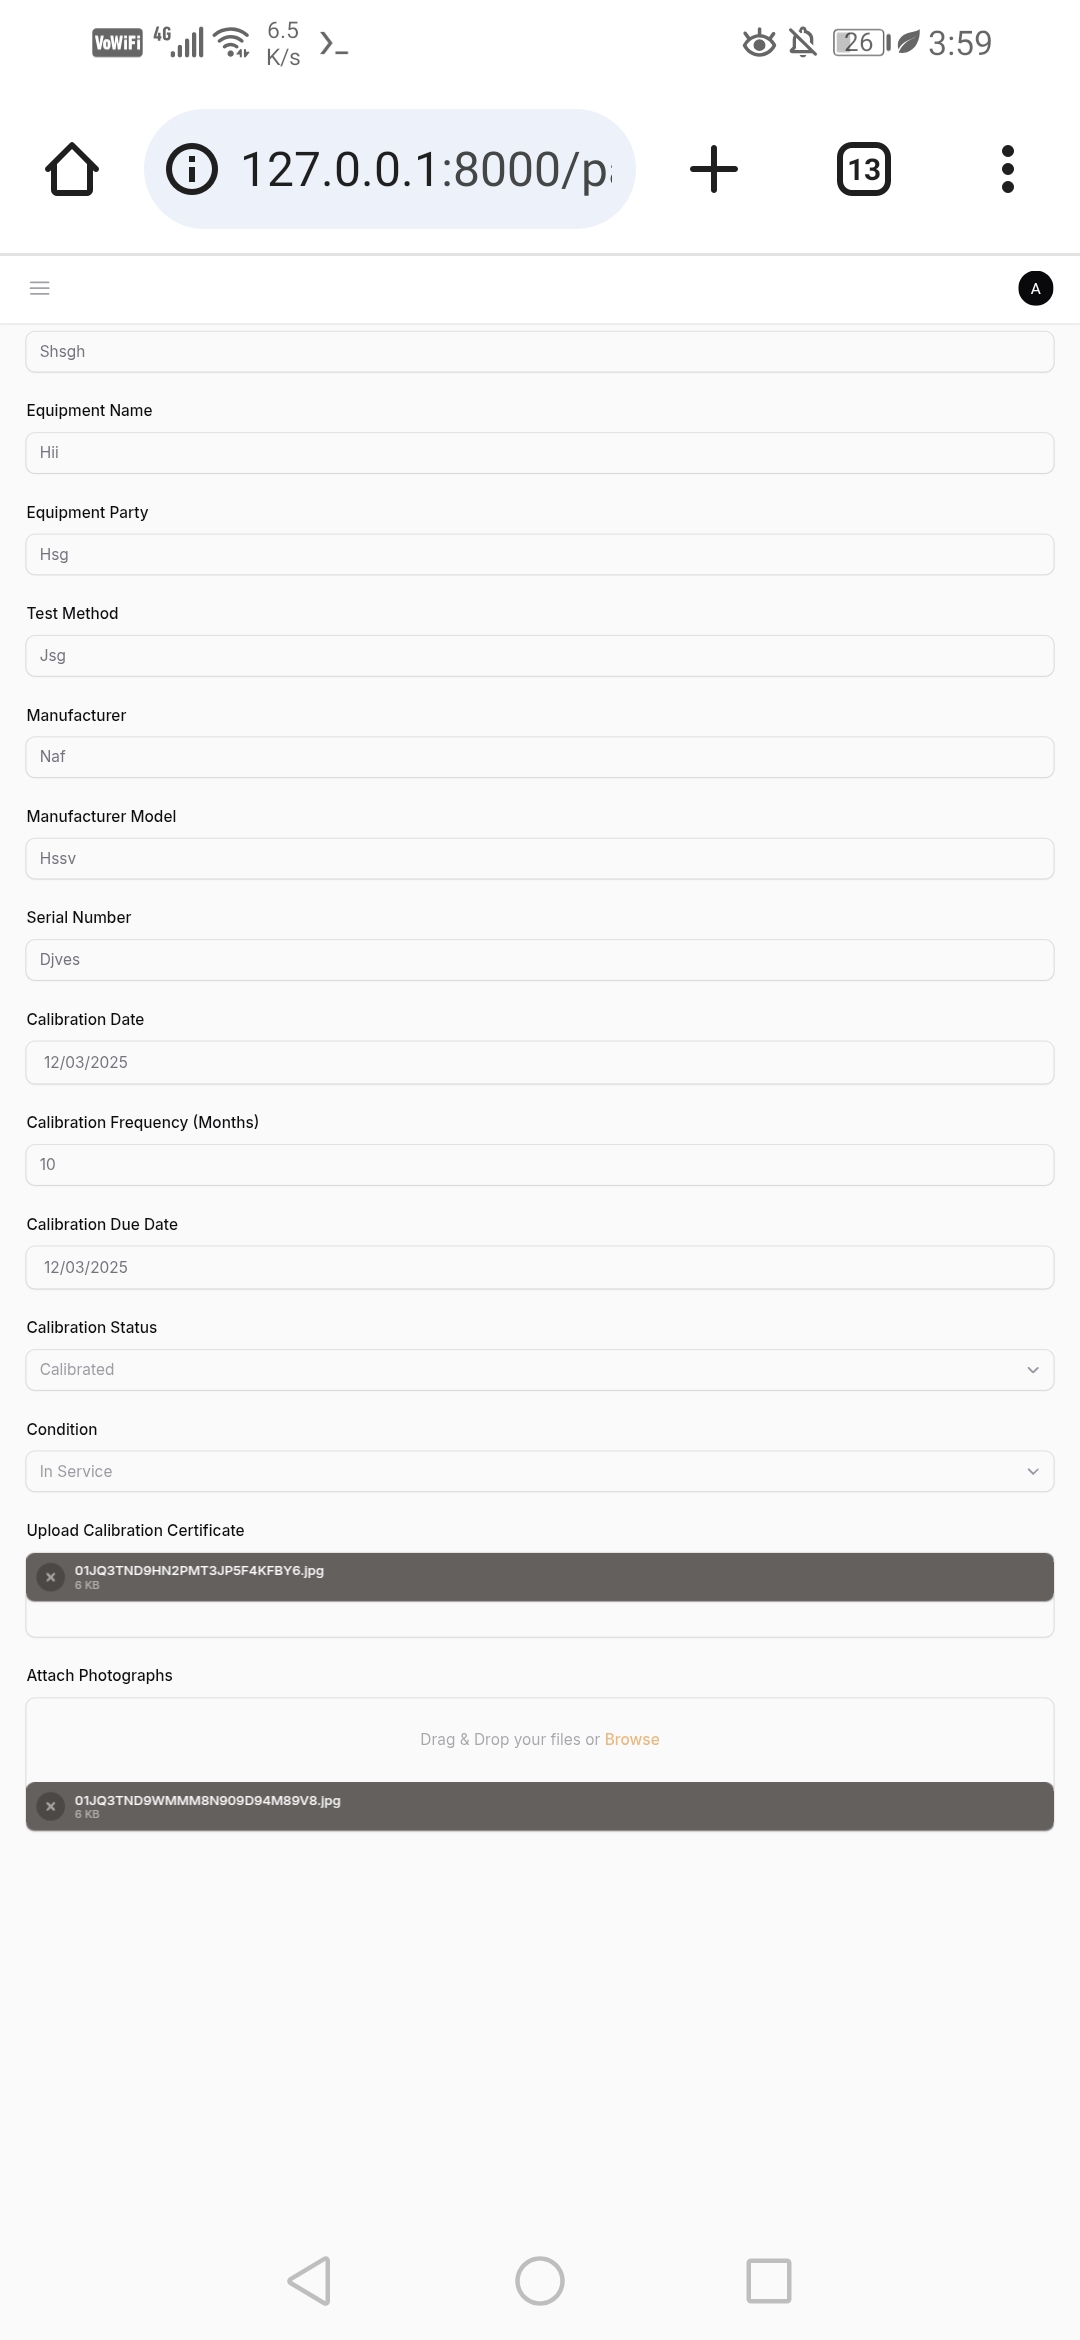 VoWiFi 4G 6.5 K/s 26 3:59
127.0.0.1:8000/pa 13
A
Shsgh
Equipment Name
Hii
Equipment Party
Hsg
Test Method
Jsg
Manufacturer
Naf
Manufacturer Model
Hssv
Serial Number
Djves
Calibration Date
12/03/2025
Calibration Frequency (Months)
10
Calibration Due Date
12/03/2025
Calibration Status
Calibrated
Condition
In Service
Upload Calibration Certificate
01JQ3TND9HN2PMT3JP5F4KFBY6.jpg
6 KB
Attach Photographs
Drag & Drop your files or Browse
01JQ3TND9WMMM8N909D94M89V8.jpg
6 KB